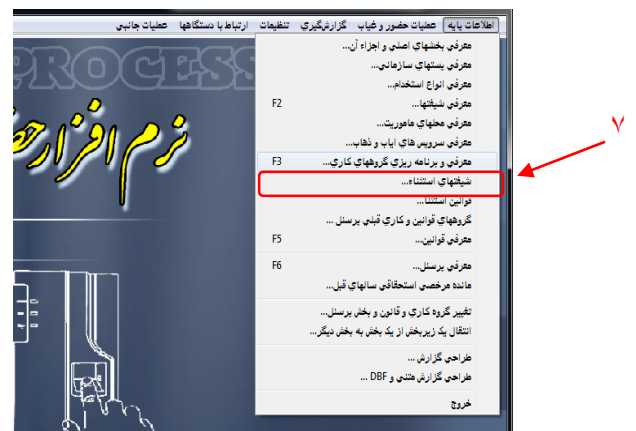 اطلاعات پایه عملیات حضور و غیاب گزارش‌گیری تنظیمات ارتباط با دستگاهها عملیات جانبی
PROCESS
نرم افزار حض
معرفی بخشهای اصلی و اجزاء آن...
معرفی پستهای سازمانی...
معرفی انواع استخدام...
معرفی شیفتها... F2
معرفی محلهای ماموریت...
معرفی سرویس های ایاب و ذهاب...
معرفی و برنامه ریزی گروههای کاری... F3
شیفتهای استثناء...
قوانین استثنا...
گروههای قوانین و کاری قبلی پرسنل ...
معرفی قوانین... F5
معرفی پرسنل... F6
مانده مرخصی استحقاقی سالهای قبل...
تغییر گروه کاری و قانون و بخش پرسنل...
انتقال یک زیربخش از یک بخش به بخش دیگر...
طراحی گزارش ...
طراحی گزارش متنی و DBF ...
خروج
۷